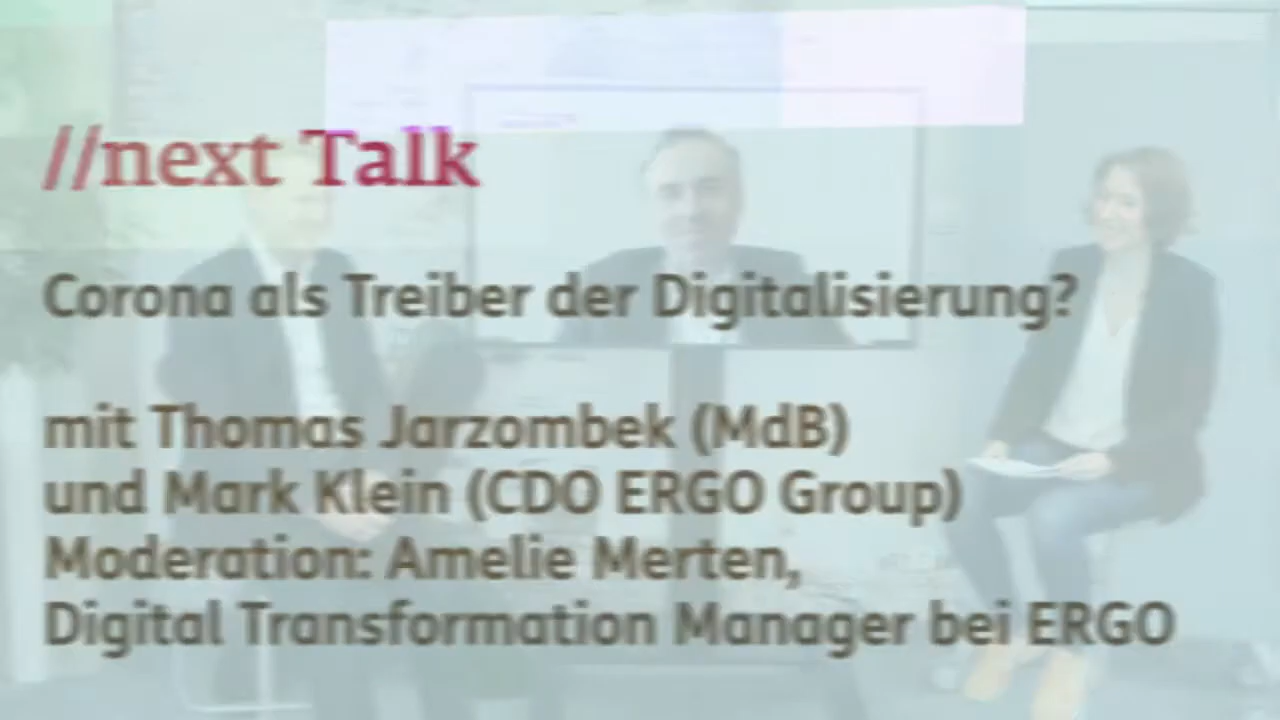 //next Talk
Corona als Treiber der Digitalisierung?
mit Thomas Jarzombek (MdB)
und Mark Klein (CDO ERGO Group)
Moderation: Amelie Merten,
Digital Transformation Manager bei ERGO